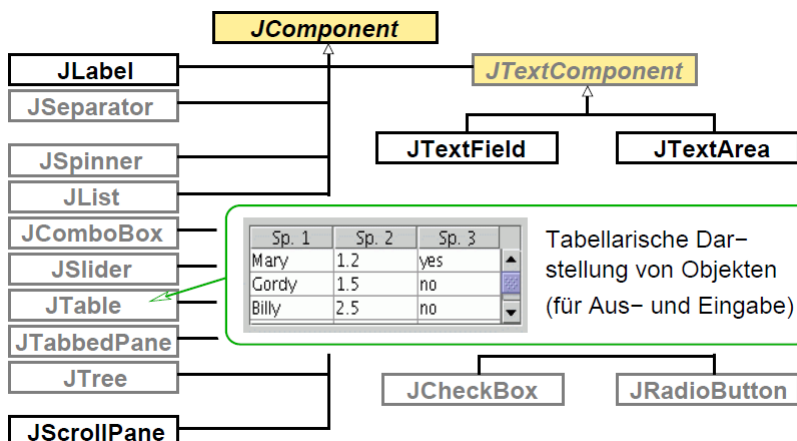 JComponent
JLabel
JTextComponent
JSeparator
JSpinner
JTextField
JTextArea
JList
JComboBox
JSlider
JTable
JTabbedPane
JTree
JScrollPane
Sp. 1 Sp. 2 Sp. 3
Mary 1.2 yes
Gordy 1.5 no
Billy 2.5 no
Tabellarische Dar–
stellung von Objekten
(für Aus– und Eingabe)
JCheckBox
JRadioButton